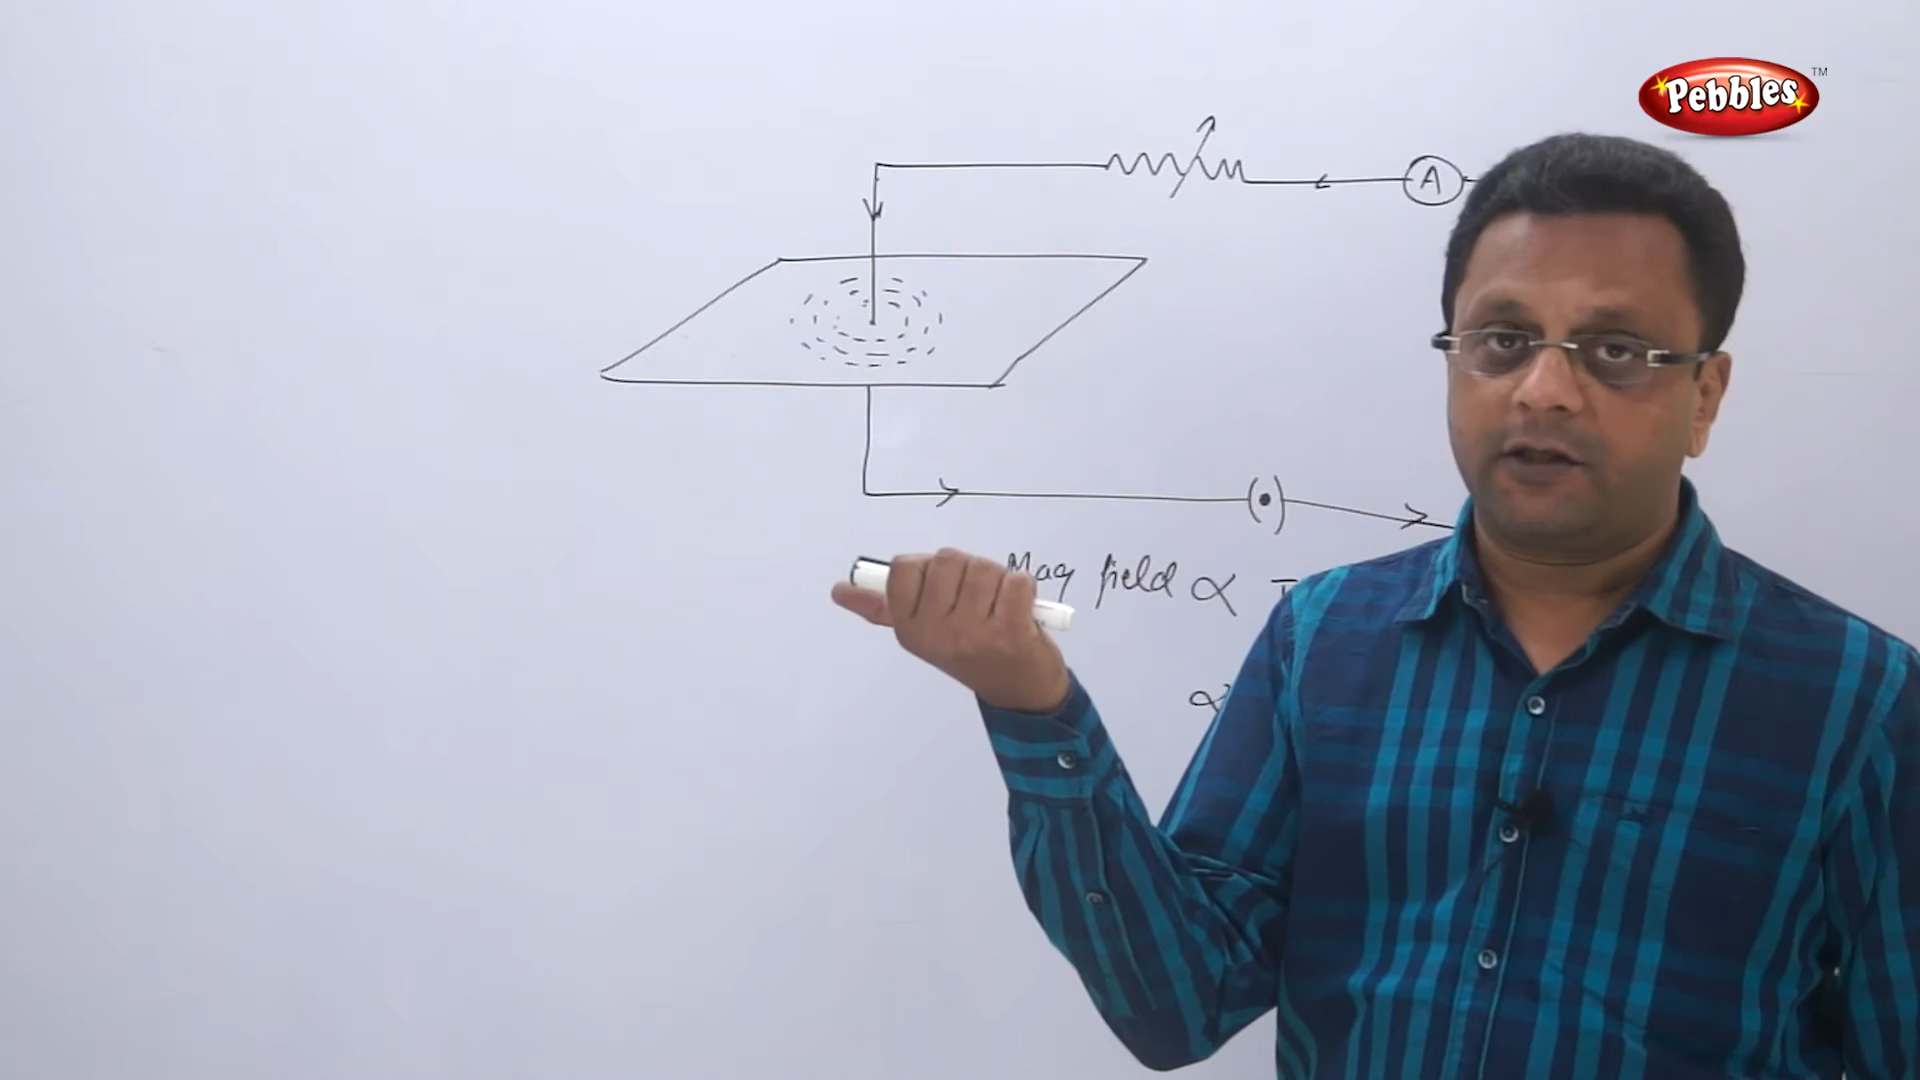 Pebbles TM
A
Mag field ∝ I
∝